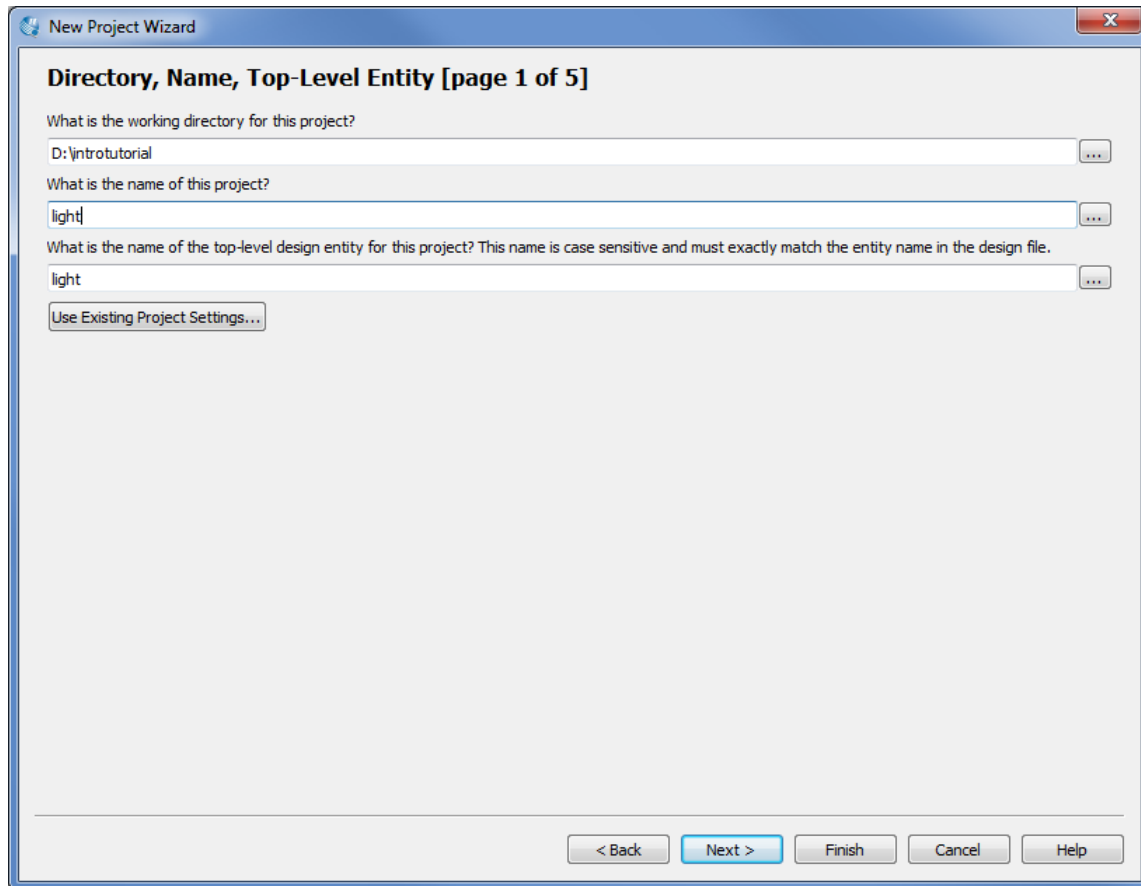 New Project Wizard
Directory, Name, Top-Level Entity [page 1 of 5]
What is the working directory for this project?
D:\introtutorial
...
What is the name of this project?
light
...
What is the name of the top-level design entity for this project? This name is case sensitive and must exactly match the entity name in the design file.
light
...
Use Existing Project Settings...
< Back
Next >
Finish
Cancel
Help